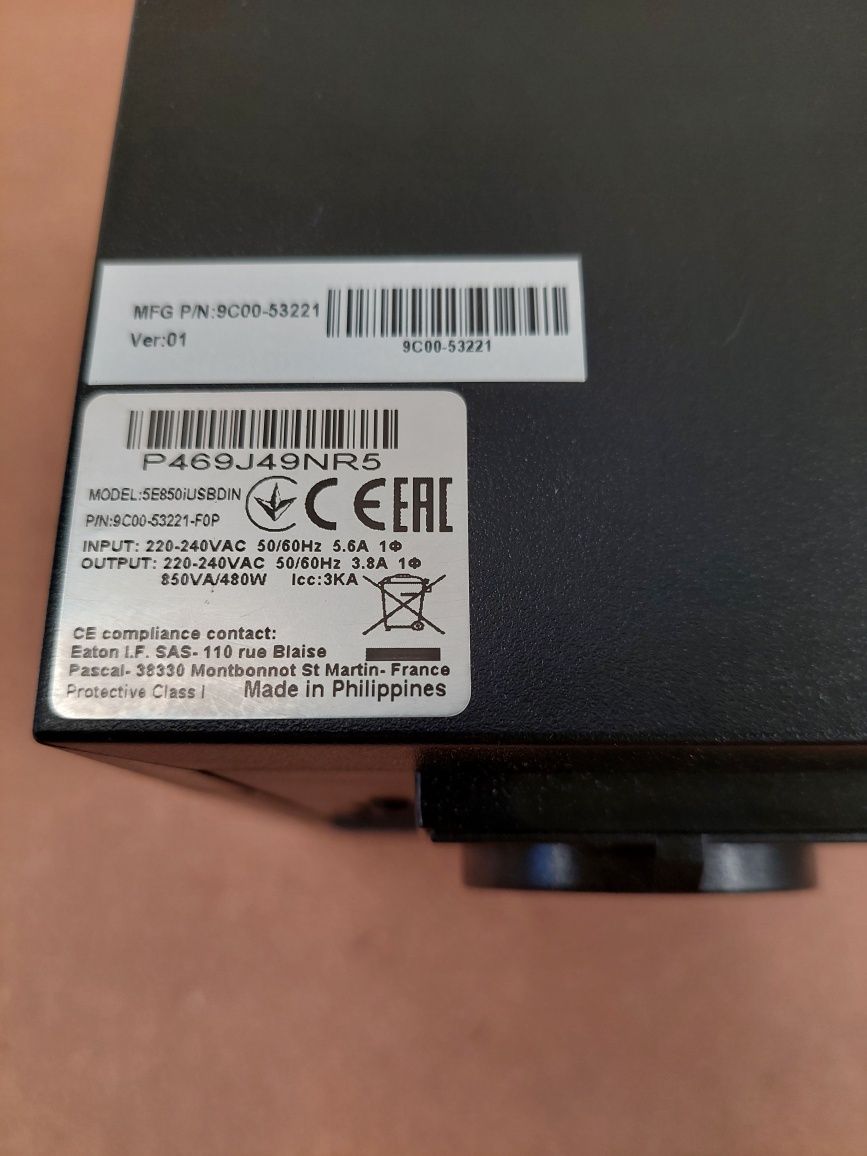 MFG P/N:9C00-53221
Ver:01
9C00-53221
P469J49NR5
MODEL:5E850iUSBDIN
P/N:9C00-53221-F0P
CE EAC
INPUT: 220-240VAC 50/60Hz 5.6A 1Φ
OUTPUT: 220-240VAC 50/60Hz 3.8A 1Φ
850VA/480W Icc:3KA
CE compliance contact:
Eaton I.F. SAS- 110 rue Blaise
Pascal- 38330 Montbonnot St Martin- France
Protective Class I Made in Philippines